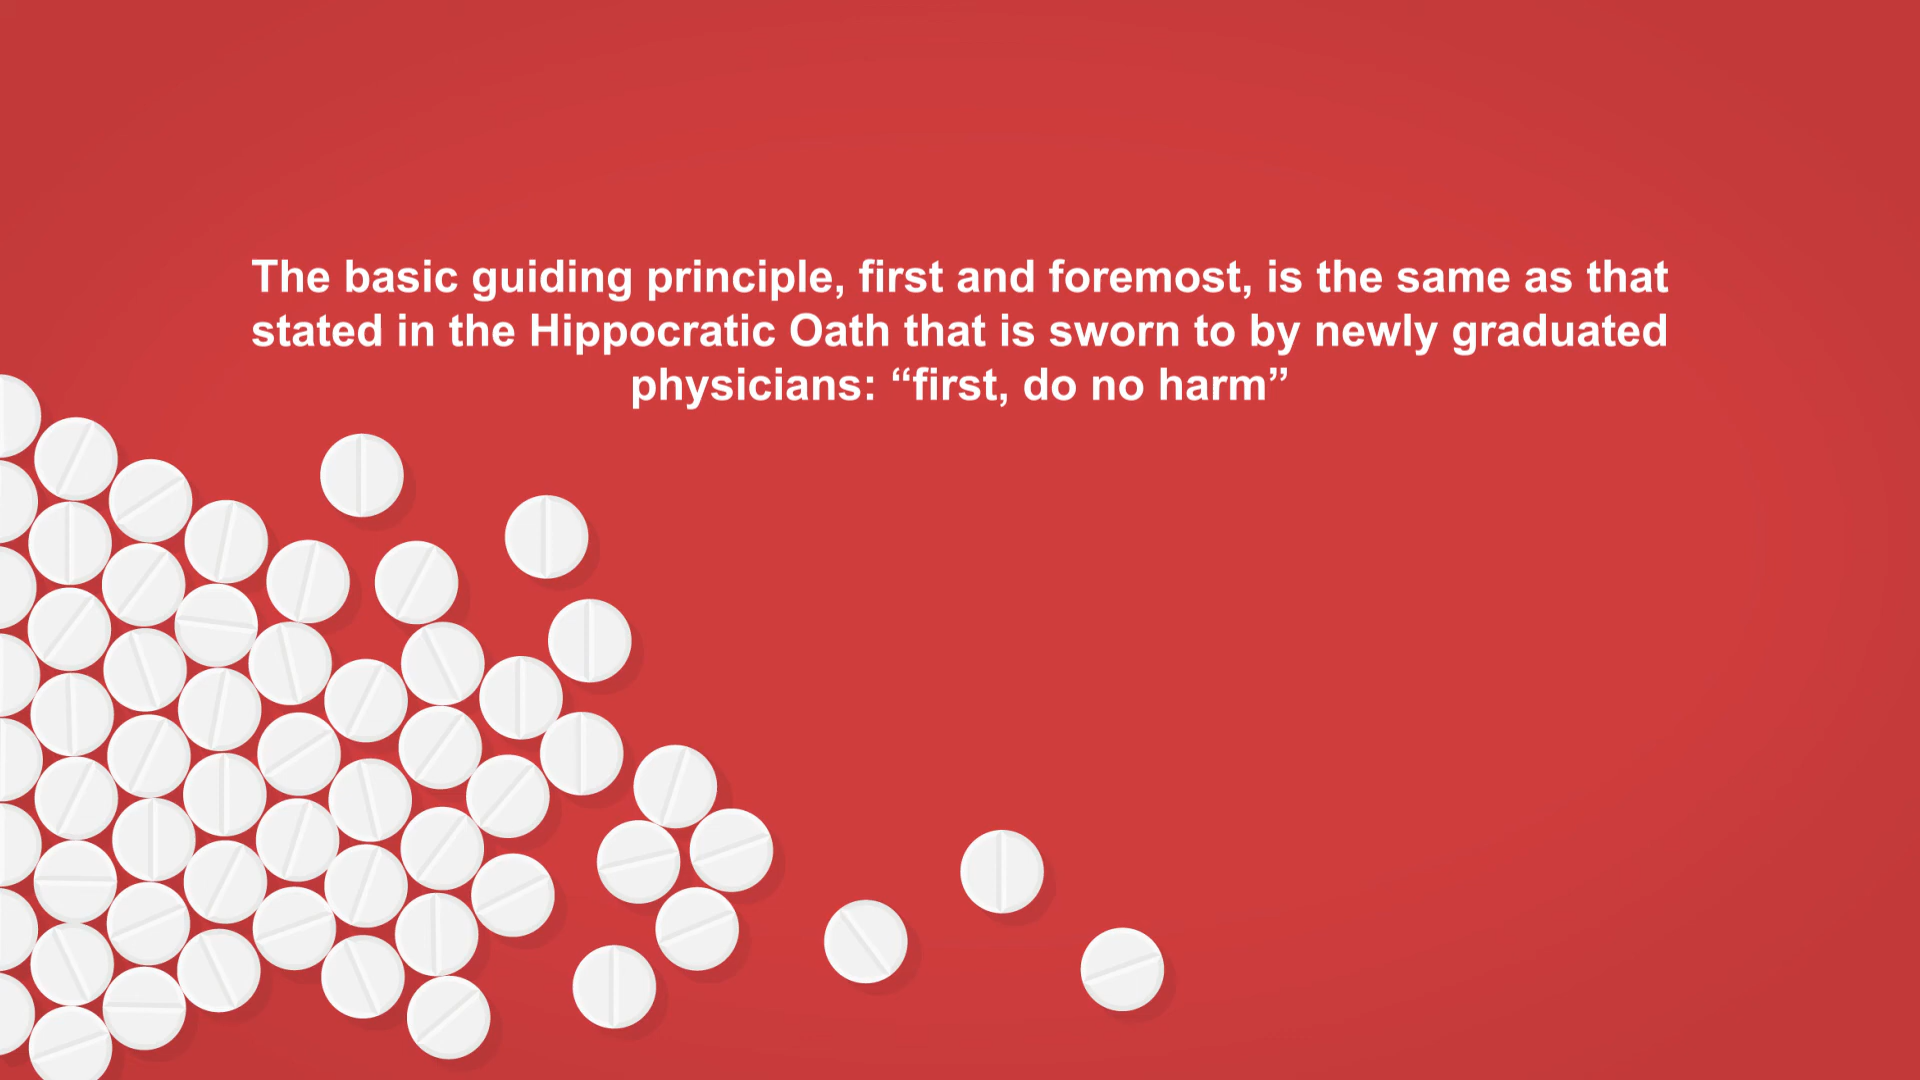 The basic guiding principle, first and foremost, is the same as that
stated in the Hippocratic Oath that is sworn to by newly graduated
physicians: “first, do no harm”